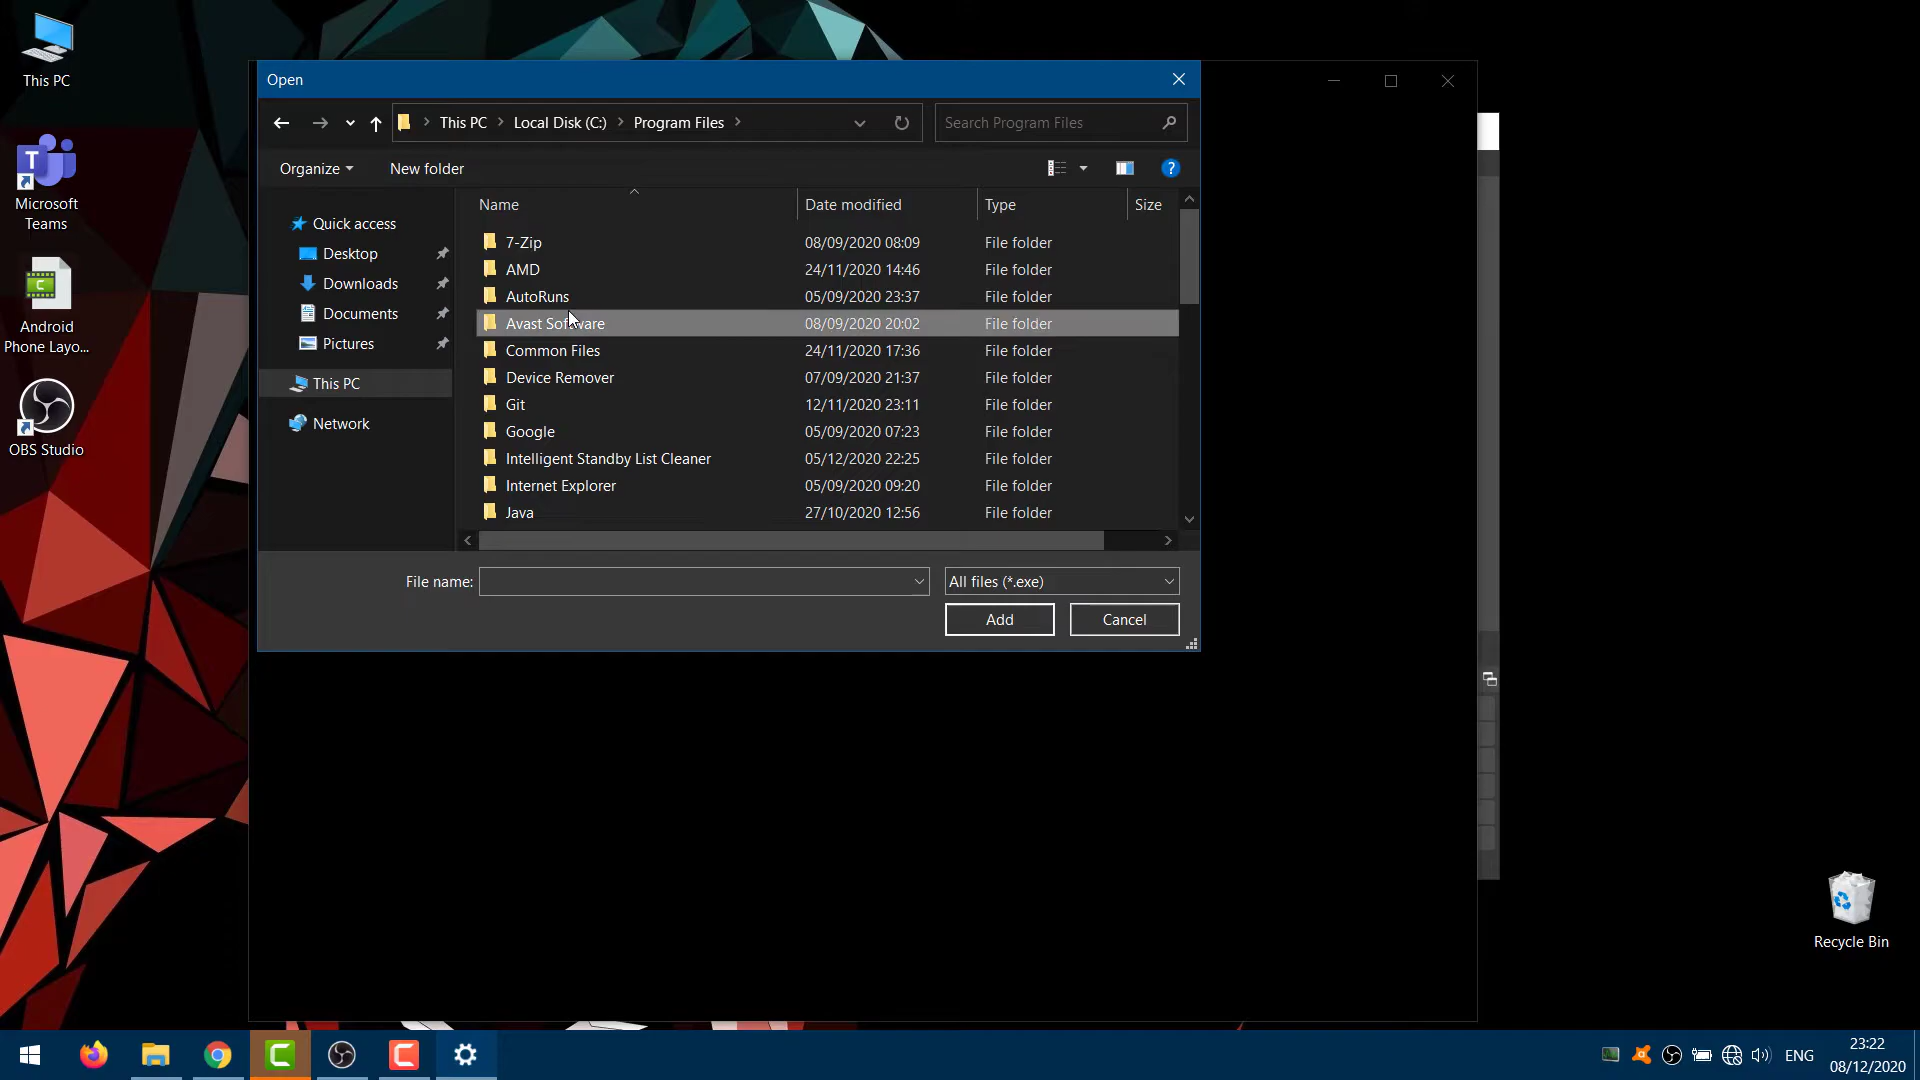 This PC
Microsoft
Teams
Android
Phone Layo...
OBS Studio
Open
This PC
Local Disk (C:)
Program Files
Search Program Files
Organize
New folder
Name
Date modified
Type
Size
Quick access
Desktop
Downloads
Documents
Pictures
This PC
Network
7-Zip 08/09/2020 08:09 File folder
AMD 24/11/2020 14:46 File folder
AutoRuns 05/09/2020 23:37 File folder
Avast Software 08/09/2020 20:02 File folder
Common Files 24/11/2020 17:36 File folder
Device Remover 07/09/2020 21:37 File folder
Git 12/11/2020 23:11 File folder
Google 05/09/2020 07:23 File folder
Intelligent Standby List Cleaner 05/12/2020 22:25 File folder
Internet Explorer 05/09/2020 09:20 File folder
Java 27/10/2020 12:56 File folder
File name:
All files (*.exe)
Add
Cancel
Recycle Bin
ENG
23:22
08/12/2020